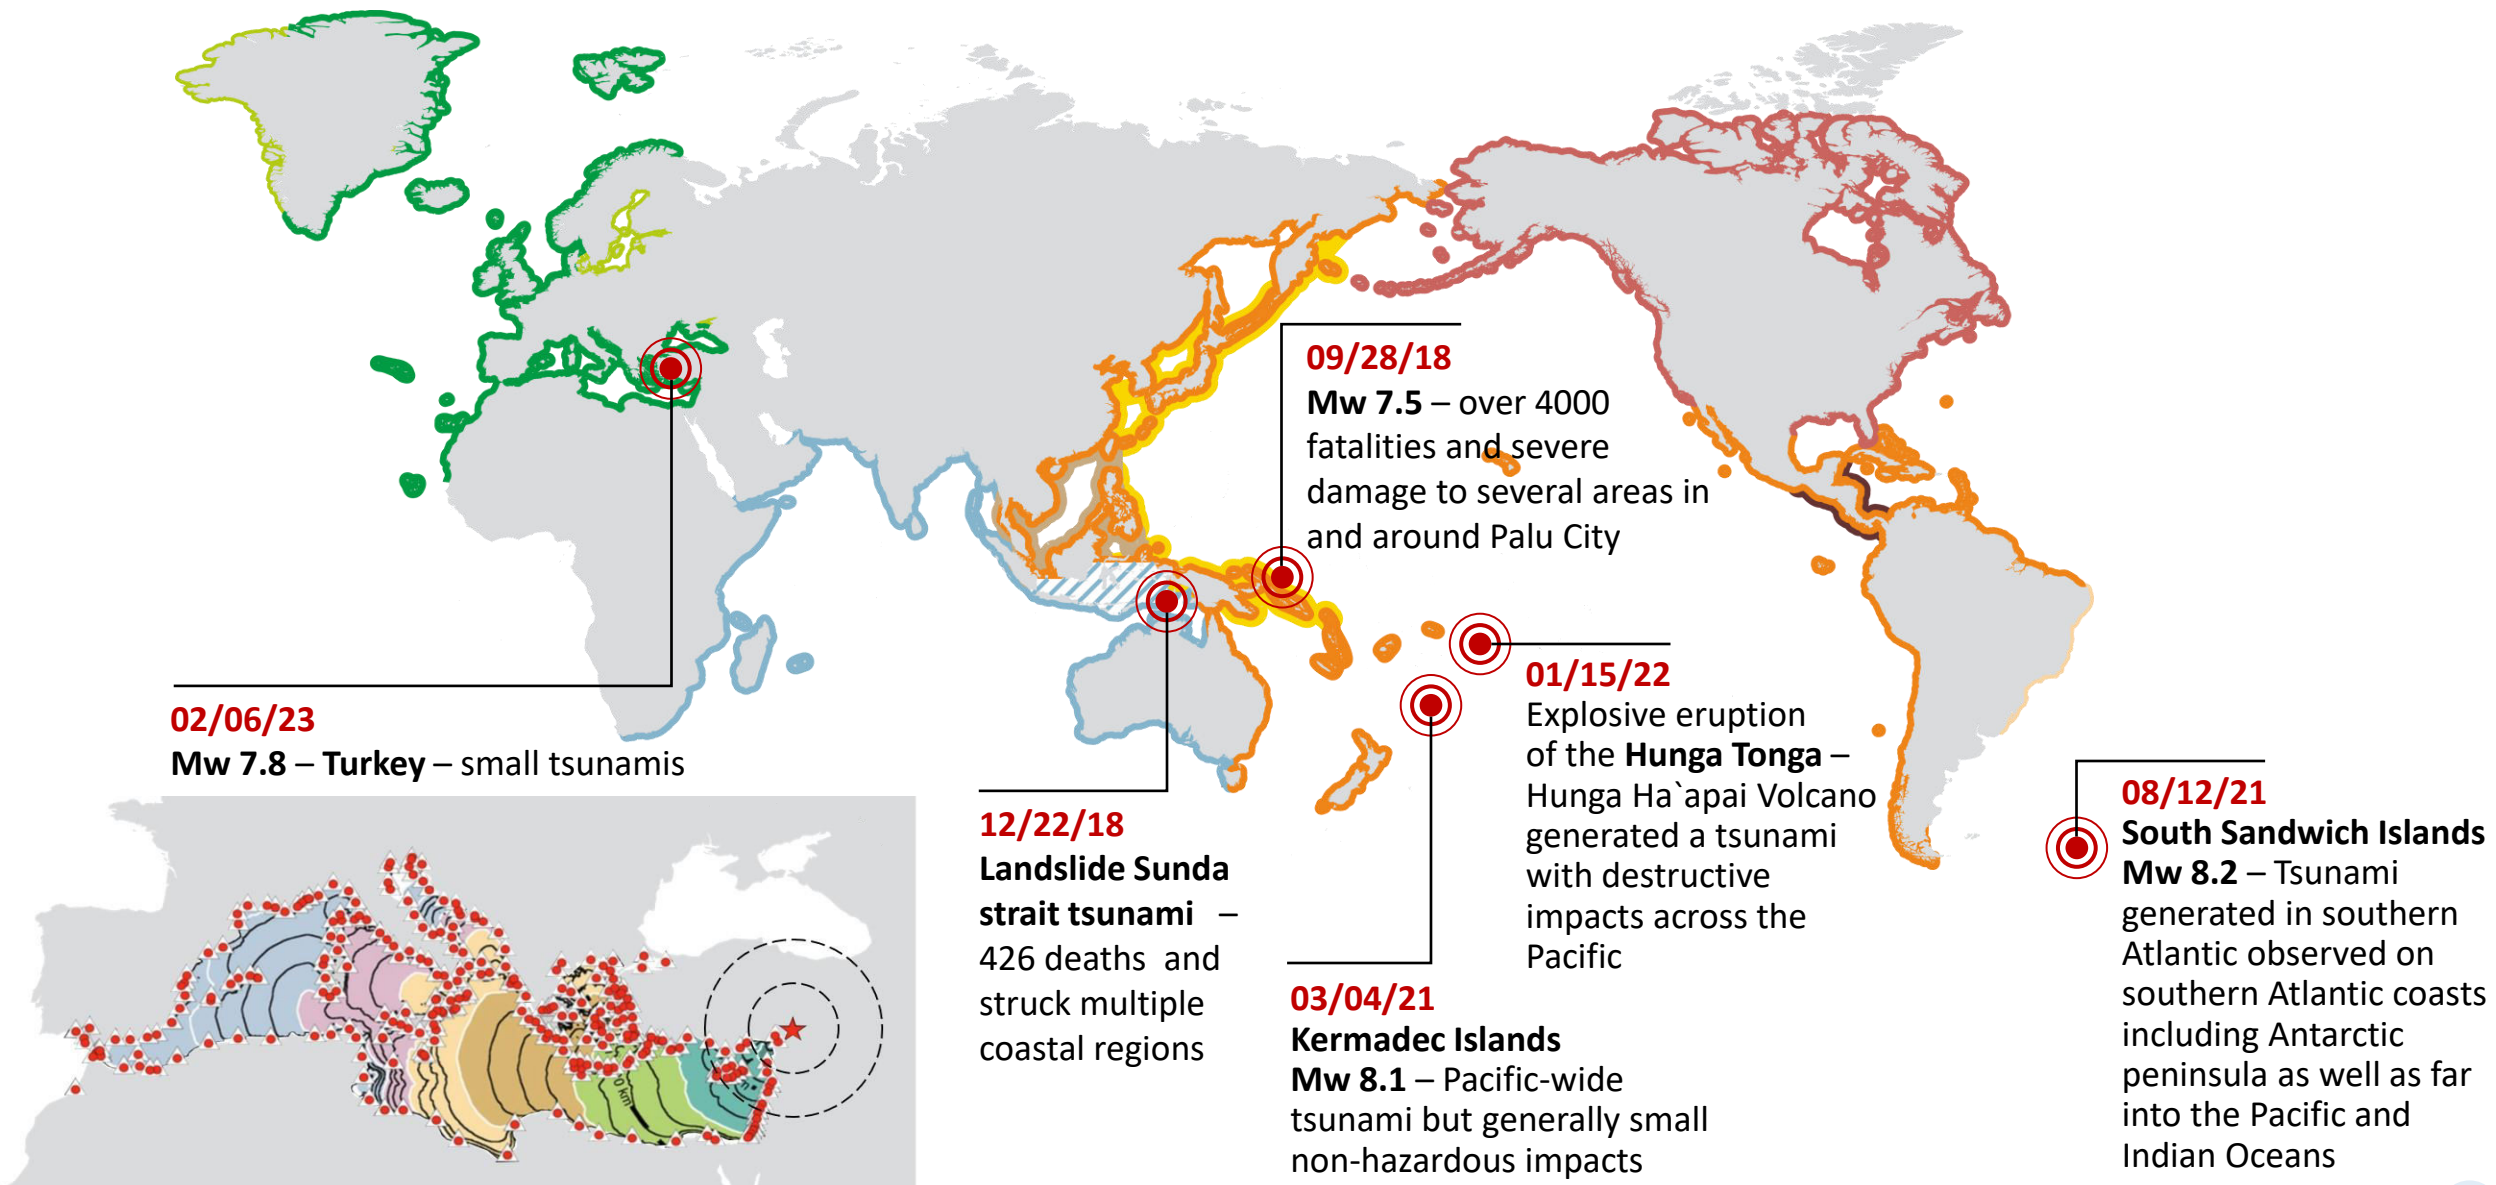 09/28/18
Mw 7.5 – over 4000
fatalities and severe
damage to several areas in
and around Palu City
02/06/23
Mw 7.8 – Turkey – small tsunamis
12/22/18
Landslide Sunda
strait tsunami –
426 deaths and
struck multiple
coastal regions
01/15/22
Explosive eruption
of the Hunga Tonga –
Hunga Ha`apai Volcano
generated a tsunami
with destructive
impacts across the
Pacific
03/04/21
Kermadec Islands
Mw 8.1 – Pacific-wide
tsunami but generally small
non-hazardous impacts
08/12/21
South Sandwich Islands
Mw 8.2 – Tsunami
generated in southern
Atlantic observed on
southern Atlantic coasts
including Antarctic
peninsula as well as far
into the Pacific and
Indian Oceans